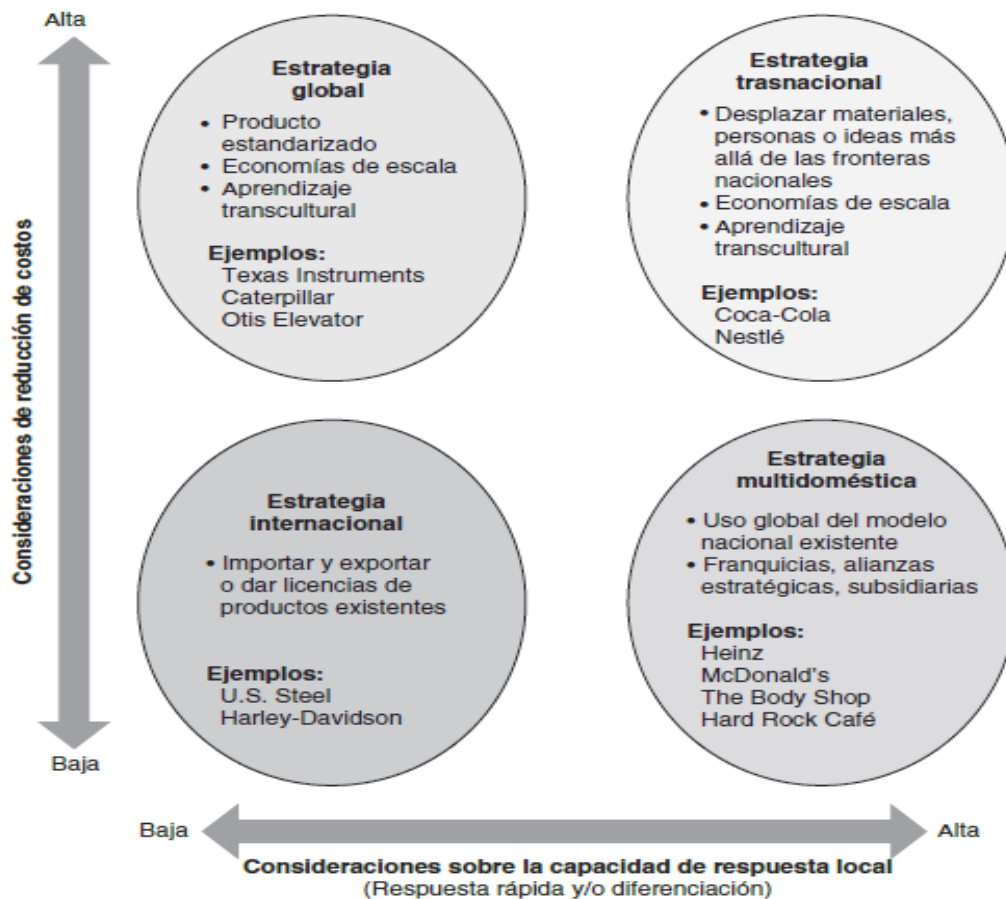 Alta
Consideraciones de reducción de costos
Baja
Estrategia
global
• Producto
estandarizado
• Economías de escala
• Aprendizaje
transcultural
Ejemplos:
Texas Instruments
Caterpillar
Otis Elevator
Estrategia
trasnacional
• Desplazar materiales,
personas o ideas más
allá de las fronteras
nacionales
• Economías de escala
• Aprendizaje
transcultural
Ejemplos:
Coca-Cola
Nestlé
Estrategia
internacional
• Importar y exportar
o dar licencias de
productos existentes
Ejemplos:
U.S. Steel
Harley-Davidson
Estrategia
multidoméstica
• Uso global del modelo
nacional existente
• Franquicias, alianzas
estratégicas, subsidiarias
Ejemplos:
Heinz
McDonald's
The Body Shop
Hard Rock Café
Baja
Alta
Consideraciones sobre la capacidad de respuesta local
(Respuesta rápida y/o diferenciación)